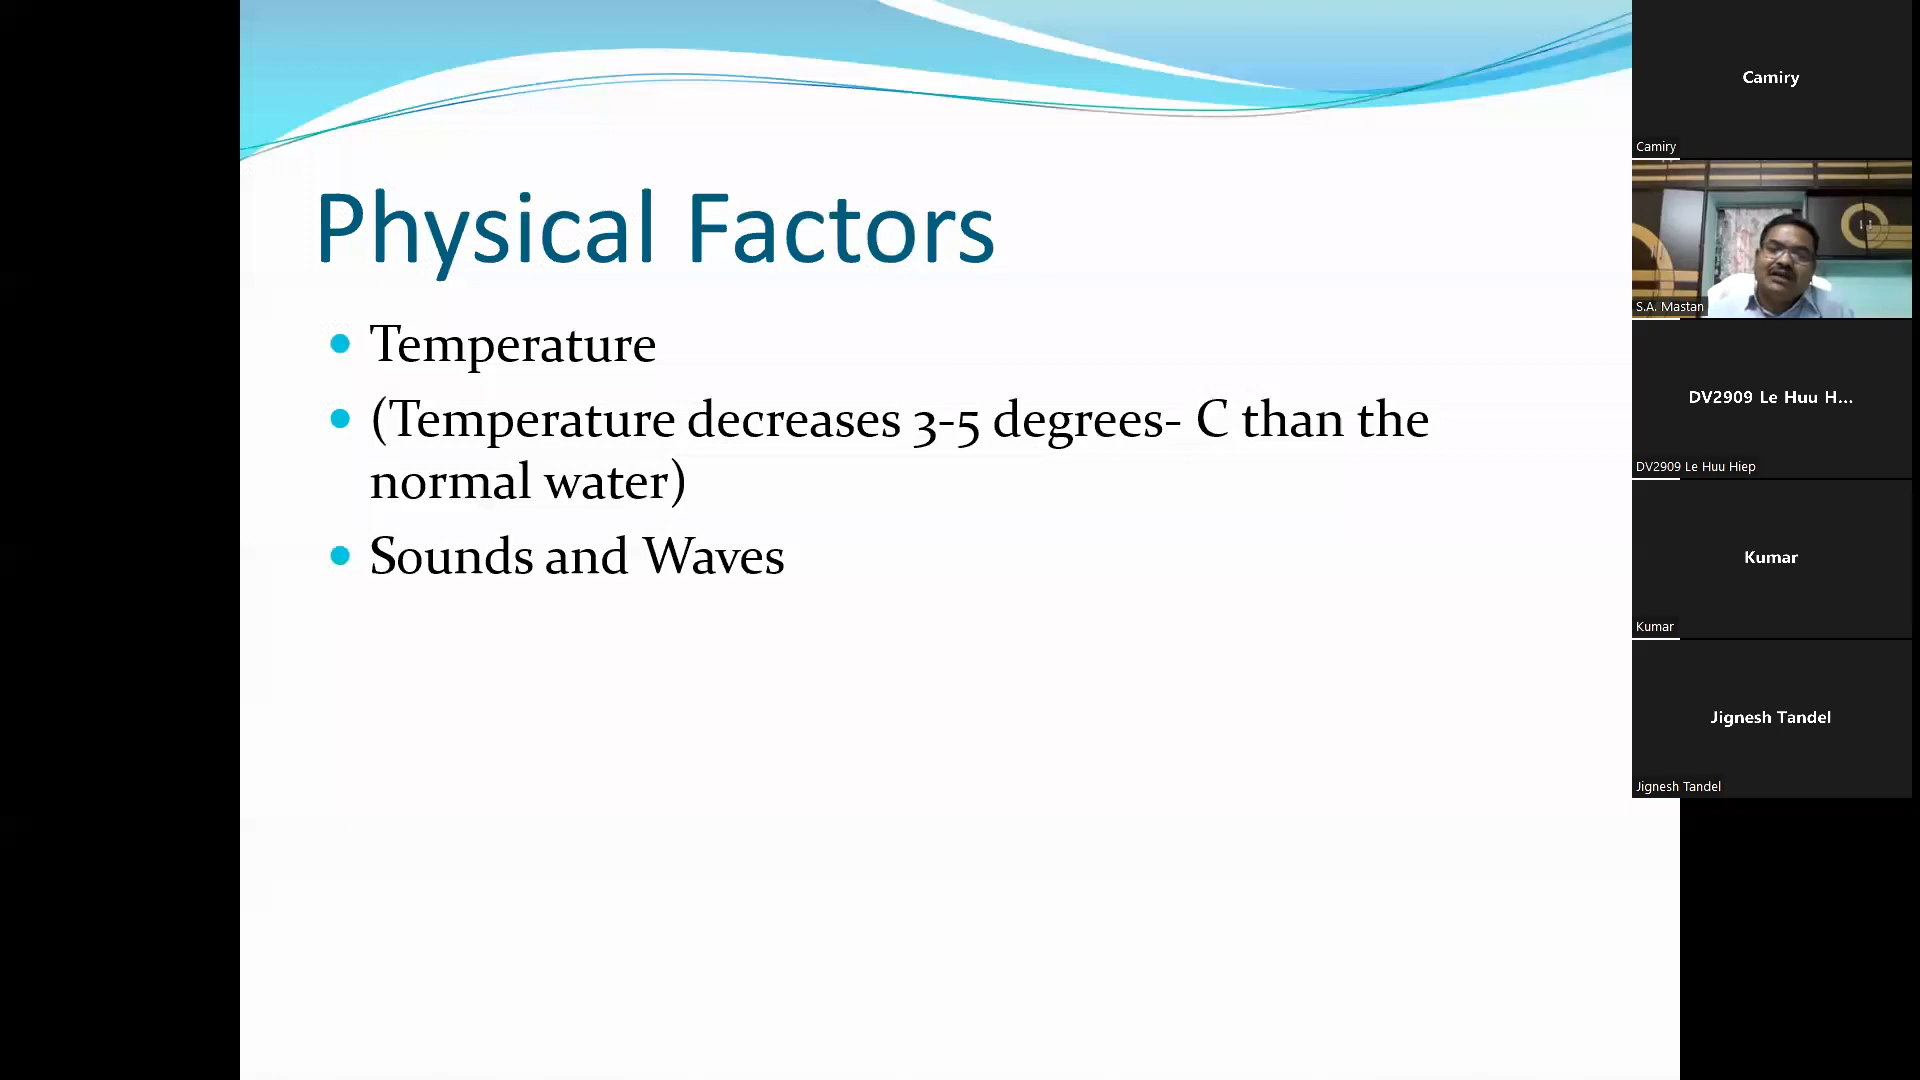 Physical Factors
Temperature
(Temperature decreases 3-5 degrees- C than the
normal water)
Sounds and Waves
Camiry
Camiry
S.A. Mastan
DV2909 Le Huu H...
DV2909 Le Huu Hiep
Kumar
Kumar
Jignesh Tandel
Jignesh Tandel